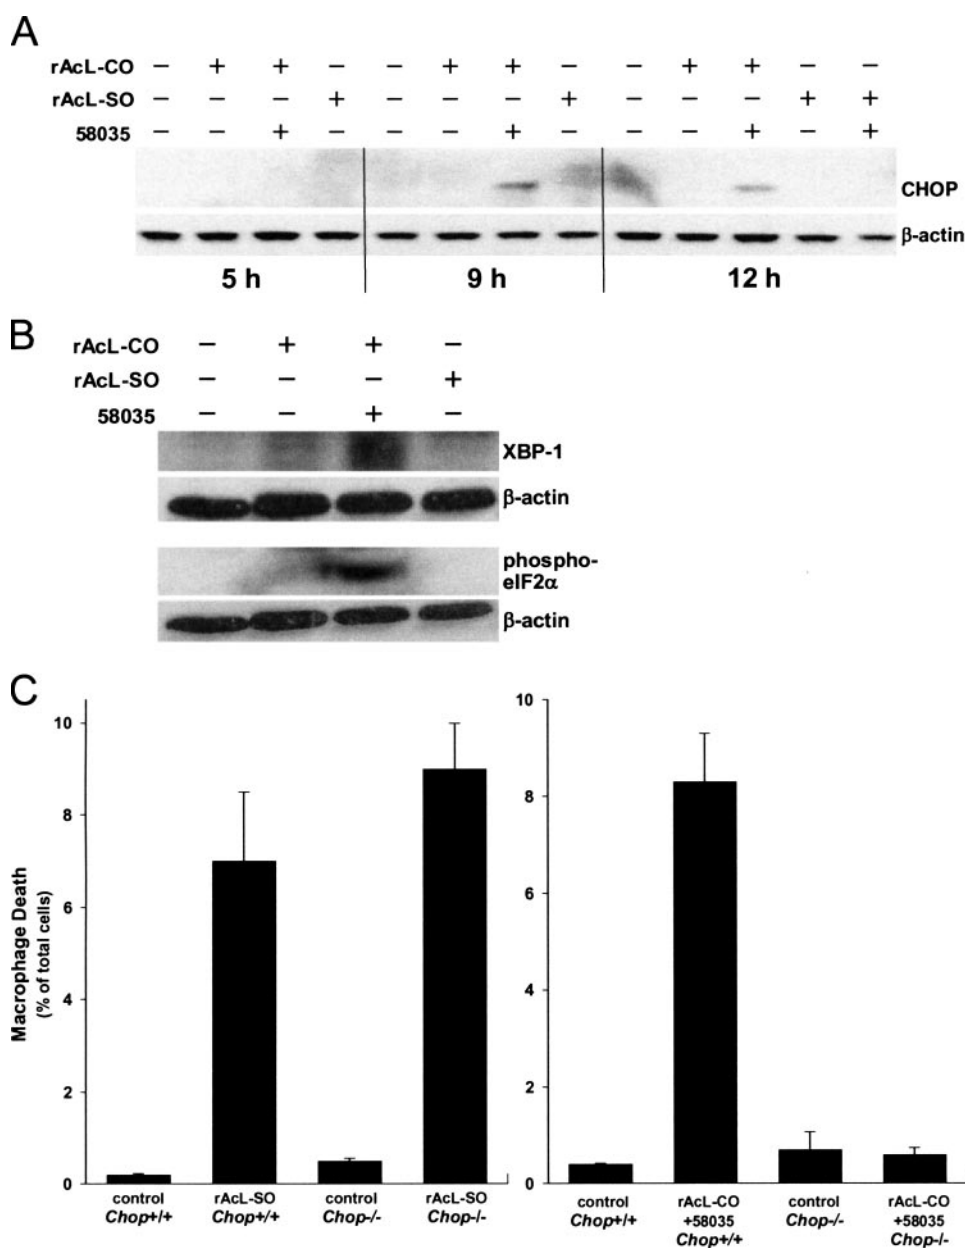 A
rAcL-CO – + + – – + + – – + + – –
rAcL-SO – – – + – – – + – – – + +
58035 – – + – – – + – – – + – +
CHOP
β-actin
5 h 9 h 12 h
B
rAcL-CO – + + –
rAcL-SO – – – +
58035 – – + –
XBP-1
β-actin
phospho-
eIF2α
β-actin
C
Macrophage Death
(% of total cells)
10
8
6
4
2
0
control
Chop+/+
rAcL-SO
Chop+/+
control
Chop-/-
rAcL-SO
Chop-/-
10
8
6
4
2
0
control
Chop+/+
rAcL-CO
+58035
Chop+/+
control
Chop-/-
rAcL-CO
+58035
Chop-/-